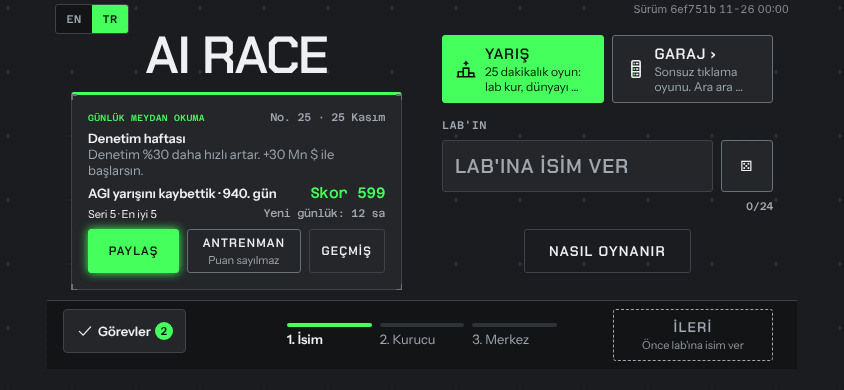 EN TR
Sürüm 6ef751b 11-26 00:00
AI RACE
GÜNLÜK MEYDAN OKUMA
No. 25 · 25 Kasım
Denetim haftası
Denetim %30 daha hızlı artar. +30 Mn $ ile
başlarsın.
AGI yarışını kaybettik · 940. gün
Skor 599
Seri 5 · En iyi 5
Yeni günlük: 12 sa
PAYLAŞ
ANTRENMAN
Puan sayılmaz
GEÇMİŞ
YARIŞ
25 dakikalık oyun:
lab kur, dünyayı ...
GARAJ ›
Sonsuz tıklama
oyunu. Ara ara ...
LAB'IN
LAB'INA İSİM VER
0/24
NASIL OYNANIR
Görevler 2
1. İsim
2. Kurucu
3. Merkez
İLERİ
Önce lab'ına isim ver